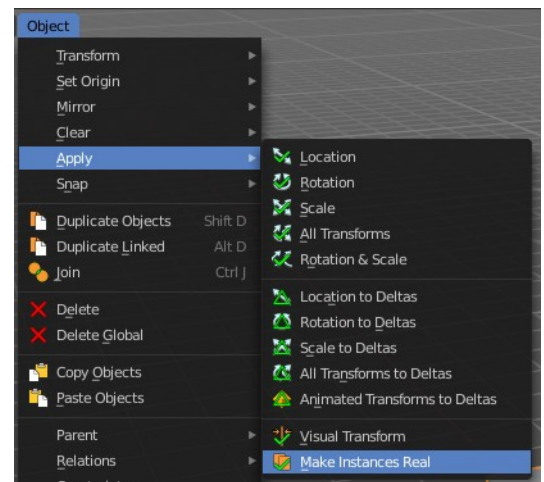 Object
Transform
Set Origin
Mirror
Clear
Apply
Snap
Duplicate Objects Shift D
Duplicate Linked Alt D
Join Ctrl J
Delete
Delete Global
Copy Objects
Paste Objects
Parent
Relations
Location
Rotation
Scale
All Transforms
Rotation & Scale
Location to Deltas
Rotation to Deltas
Scale to Deltas
All Transforms to Deltas
Animated Transforms to Deltas
Visual Transform
Make Instances Real